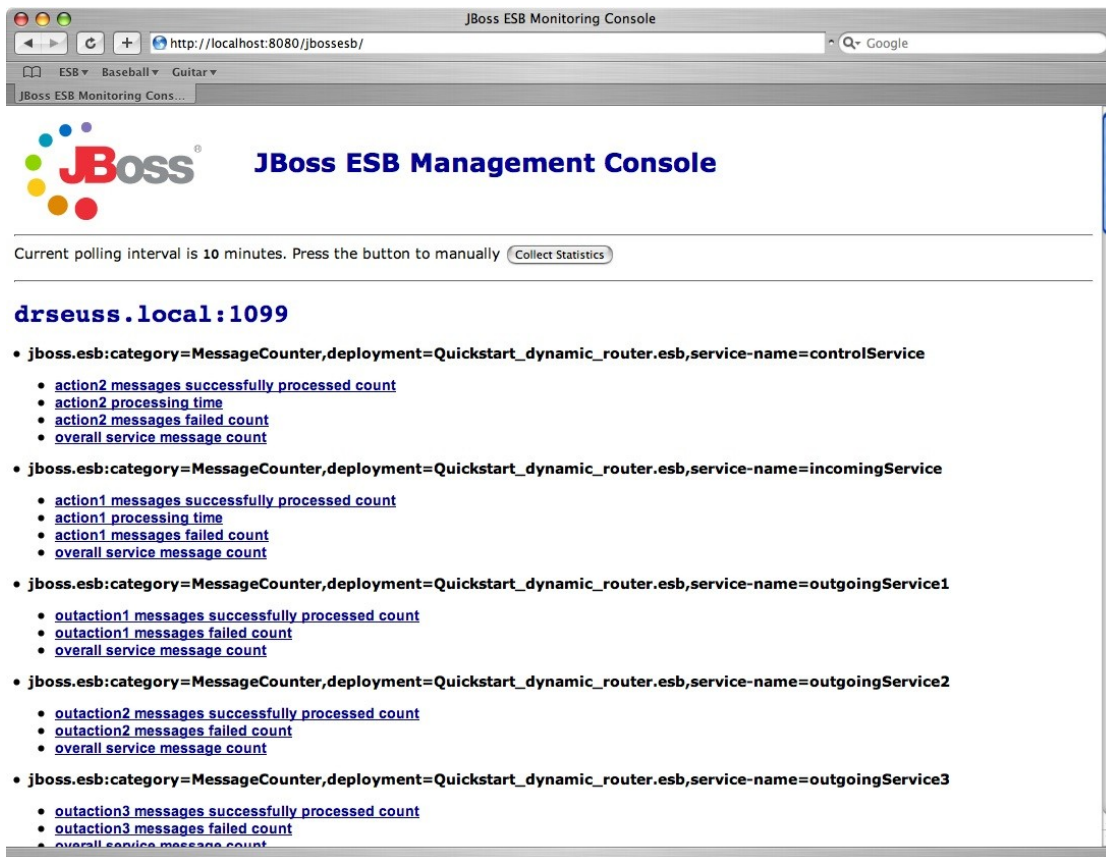 JBoss ESB Monitoring Console
http://localhost:8080/jbossesb/
Google
ESB Baseball Guitar
JBoss ESB Monitoring Cons...
JBoss®
JBoss ESB Management Console
Current polling interval is 10 minutes. Press the button to manually Collect Statistics
drseuss.local:1099
• jboss.esb:category=MessageCounter,deployment=Quickstart_dynamic_router.esb,service-name=controlService
• action2 messages successfully processed count
• action2 processing time
• action2 messages failed count
• overall service message count
• jboss.esb:category=MessageCounter,deployment=Quickstart_dynamic_router.esb,service-name=incomingService
• action1 messages successfully processed count
• action1 processing time
• action1 messages failed count
• overall service message count
• jboss.esb:category=MessageCounter,deployment=Quickstart_dynamic_router.esb,service-name=outgoingService1
• outaction1 messages successfully processed count
• outaction1 messages failed count
• overall service message count
• jboss.esb:category=MessageCounter,deployment=Quickstart_dynamic_router.esb,service-name=outgoingService2
• outaction2 messages successfully processed count
• outaction2 messages failed count
• overall service message count
• jboss.esb:category=MessageCounter,deployment=Quickstart_dynamic_router.esb,service-name=outgoingService3
• outaction3 messages successfully processed count
• outaction3 messages failed count
• overall service message count